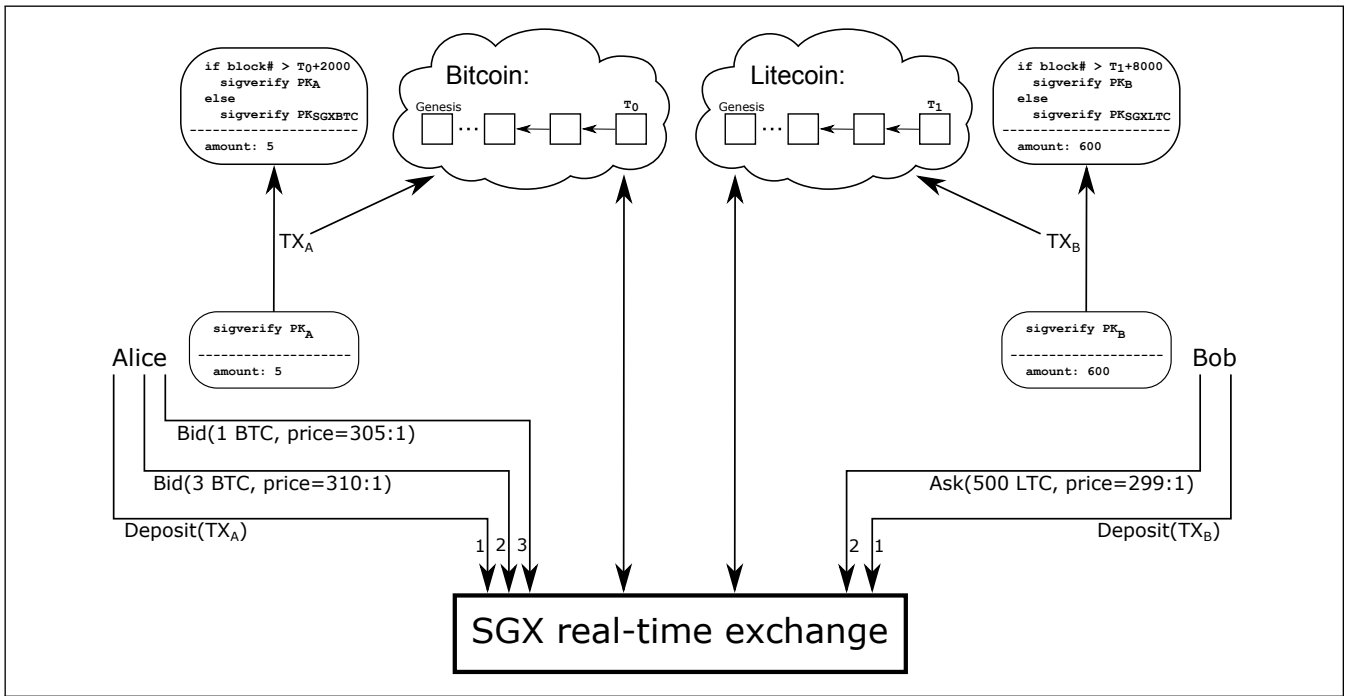 if block# > T0+2000
sigverify PKA
else
sigverify PKSGXBTC
amount: 5
Bitcoin:
Genesis
...
T0
Litecoin:
Genesis
...
T1
if block# > T1+8000
sigverify PKB
else
sigverify PKSGXLTC
amount: 600
TXA
TXB
sigverify PKA
amount: 5
sigverify PKB
amount: 600
Alice
Bob
Bid(1 BTC, price=305:1)
Bid(3 BTC, price=310:1)
Ask(500 LTC, price=299:1)
Deposit(TXA)
Deposit(TXB)
1 2 3
2 1
SGX real-time exchange